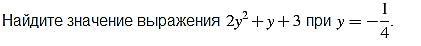 Найдите значение выражения 2y² + y + 3 при y = −1/4.